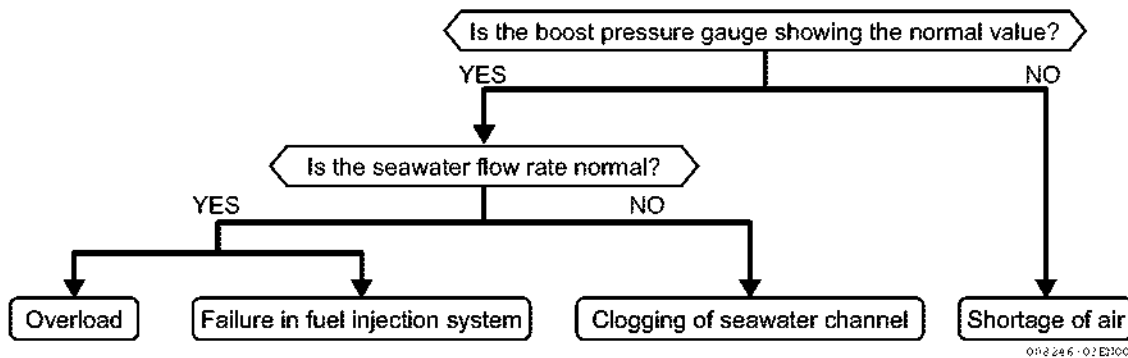 Is the boost pressure gauge showing the normal value?
YES
NO
Is the seawater flow rate normal?
YES
NO
Overload
Failure in fuel injection system
Clogging of seawater channel
Shortage of air